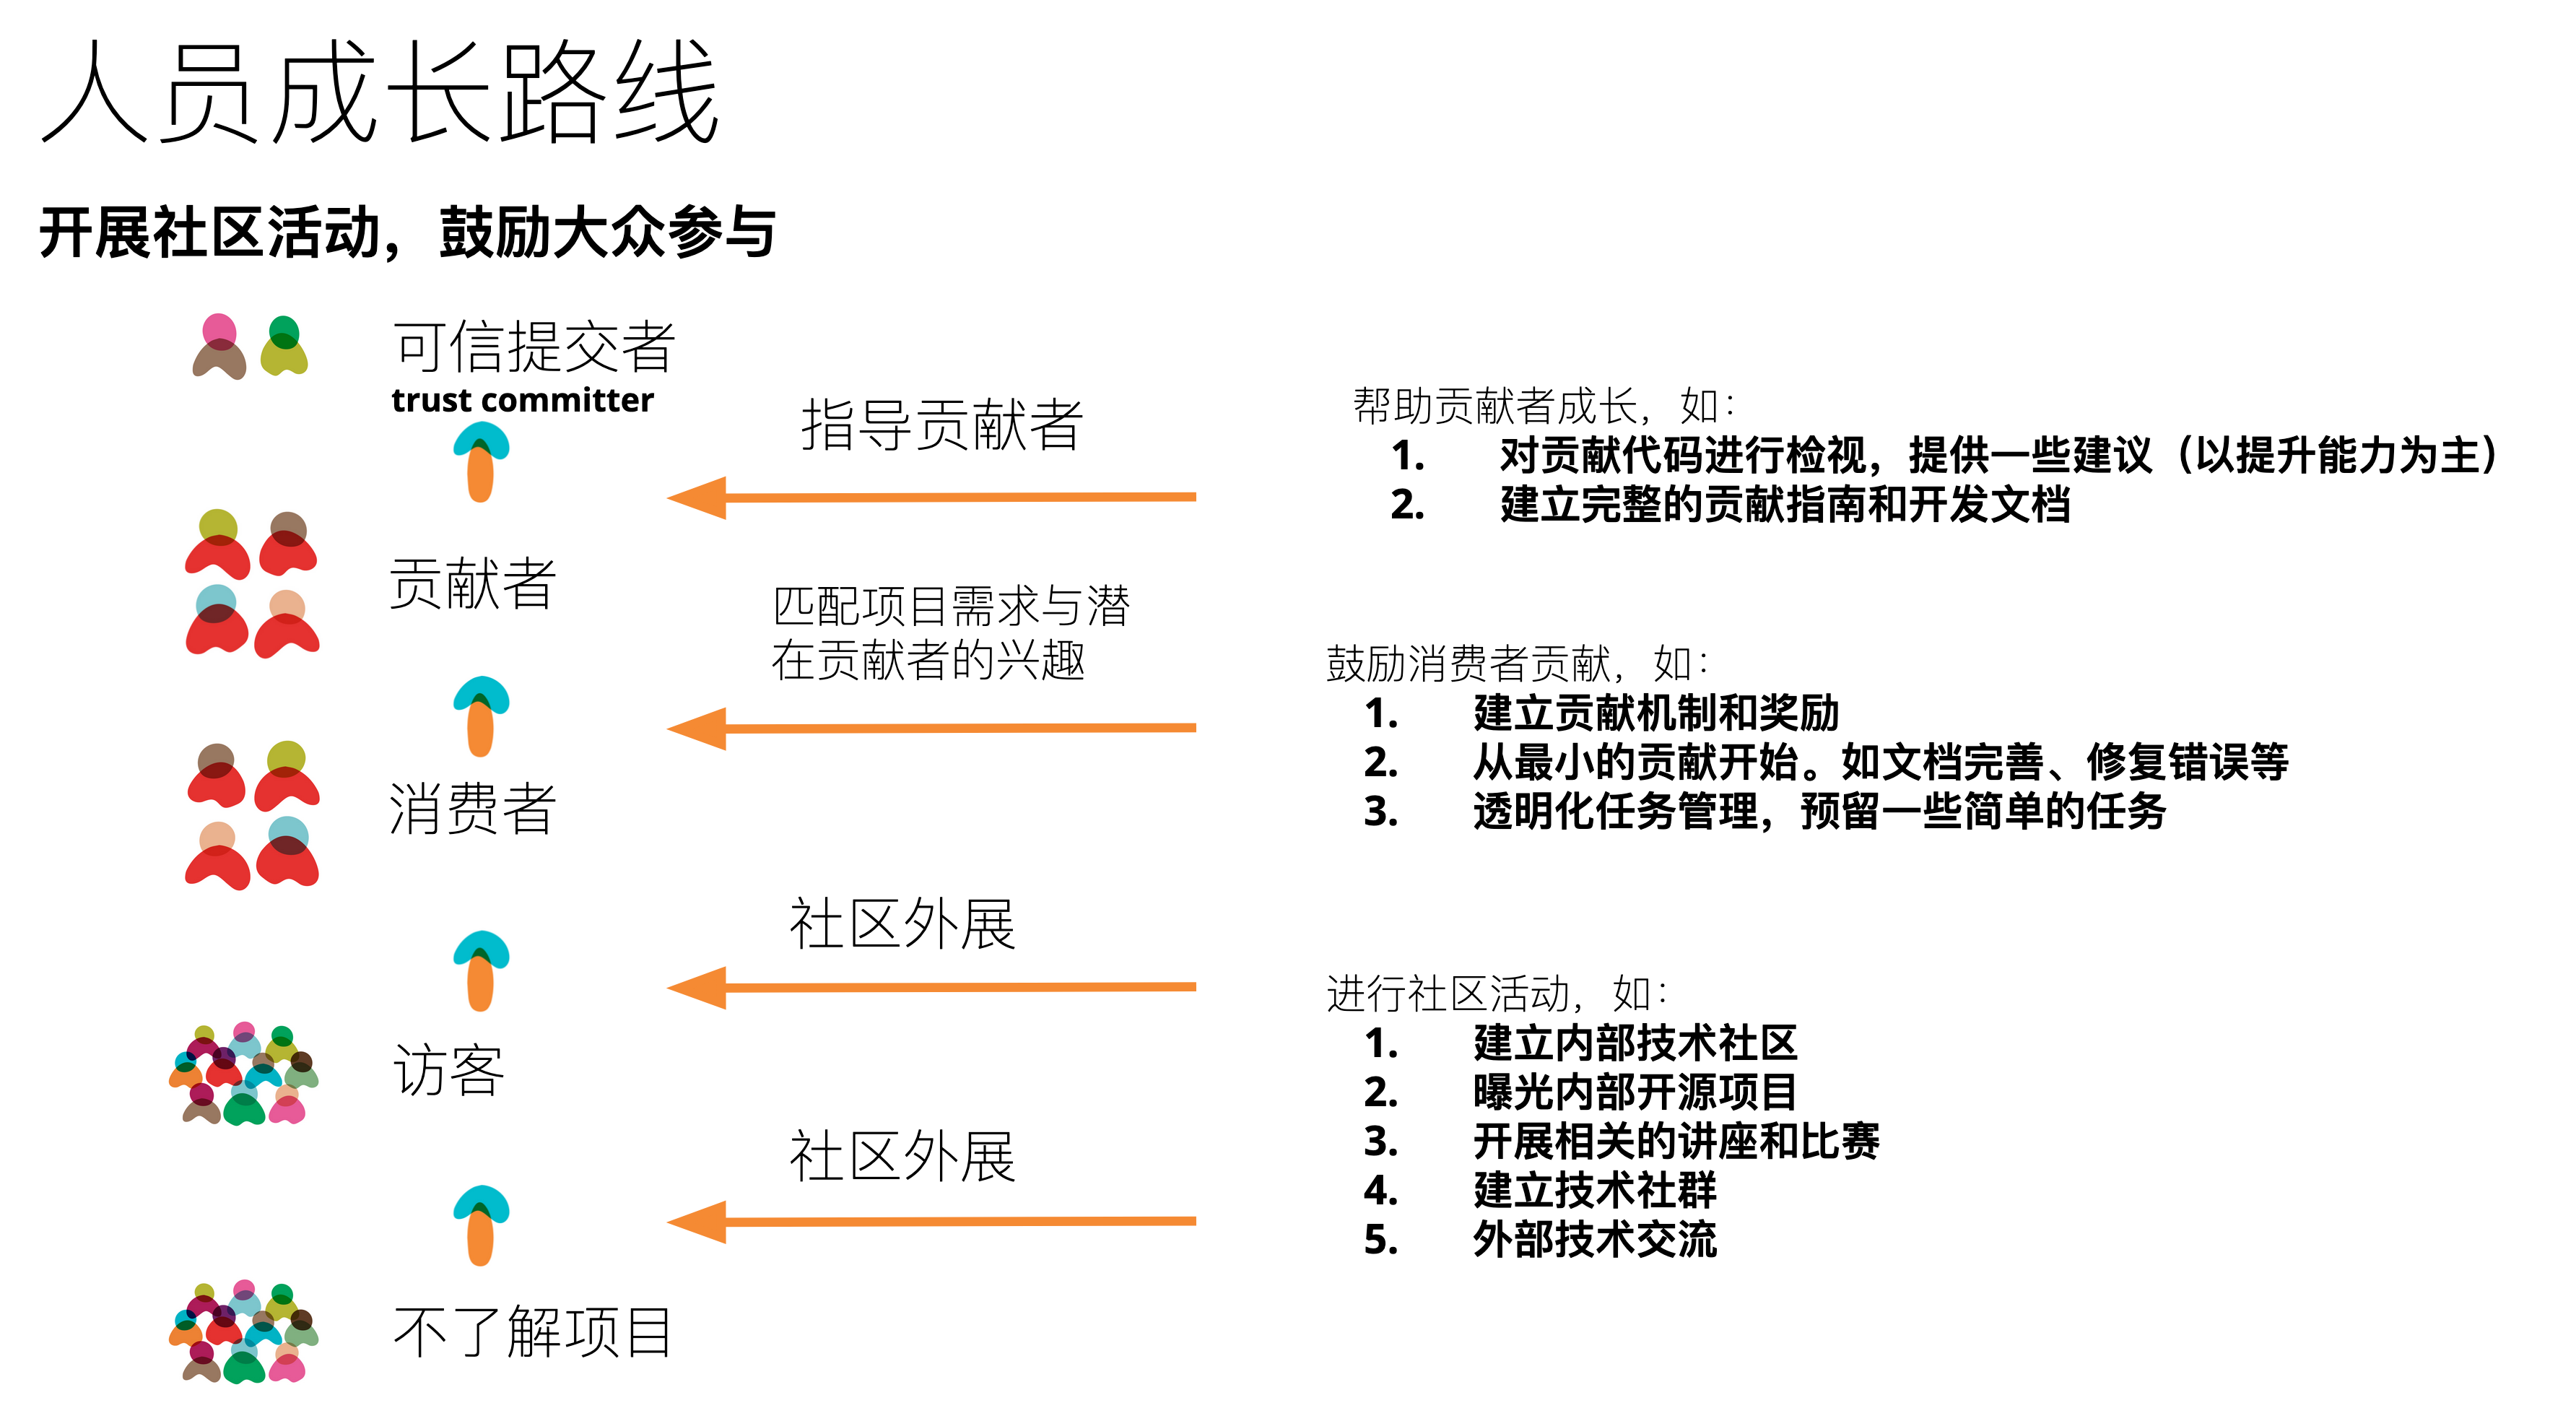 人员成长路线
开展社区活动，鼓励大众参与
可信提交者
trust committer
指导贡献者
帮助贡献者成长，如：
1. 对贡献代码进行检视，提供一些建议（以提升能力为主）
2. 建立完整的贡献指南和开发文档
贡献者
匹配项目需求与潜
在贡献者的兴趣
鼓励消费者贡献，如：
1. 建立贡献机制和奖励
2. 从最小的贡献开始。如文档完善、修复错误等
3. 透明化任务管理，预留一些简单的任务
消费者
社区外展
进行社区活动，如：
1. 建立内部技术社区
2. 曝光内部开源项目
3. 开展相关的讲座和比赛
4. 建立技术社群
5. 外部技术交流
访客
社区外展
不了解项目